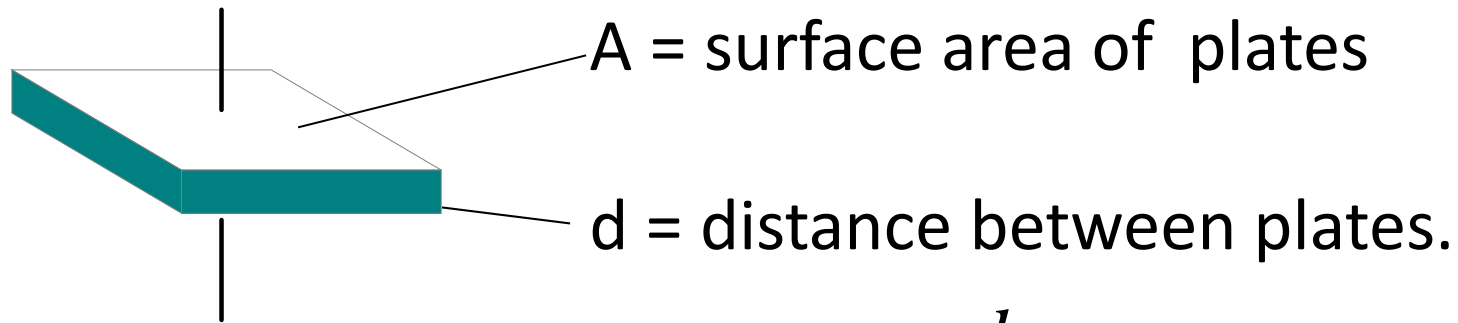 A = surface area of plates
d = distance between plates.